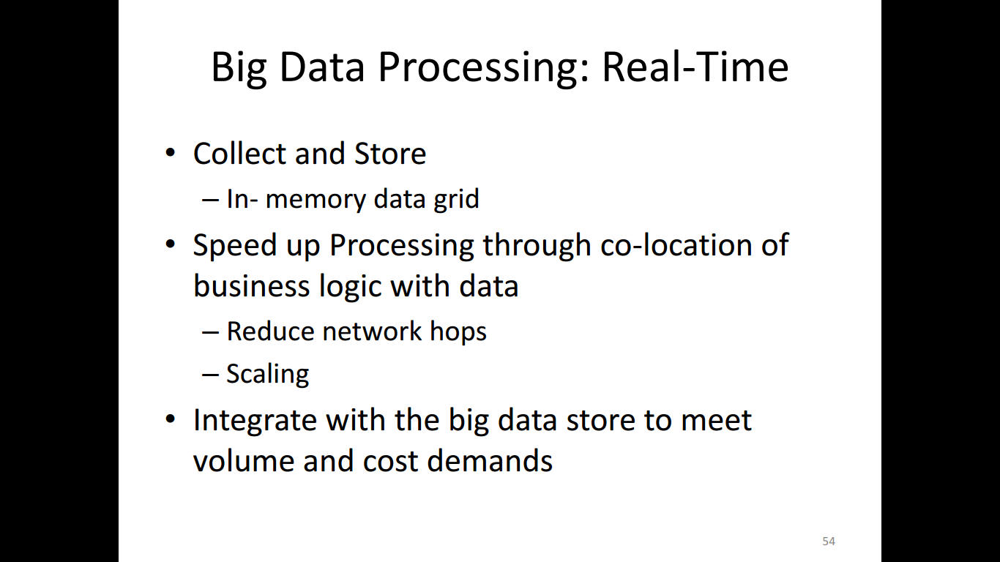 Big Data Processing: Real-Time
• Collect and Store
– In- memory data grid
• Speed up Processing through co-location of
business logic with data
– Reduce network hops
– Scaling
• Integrate with the big data store to meet
volume and cost demands
54